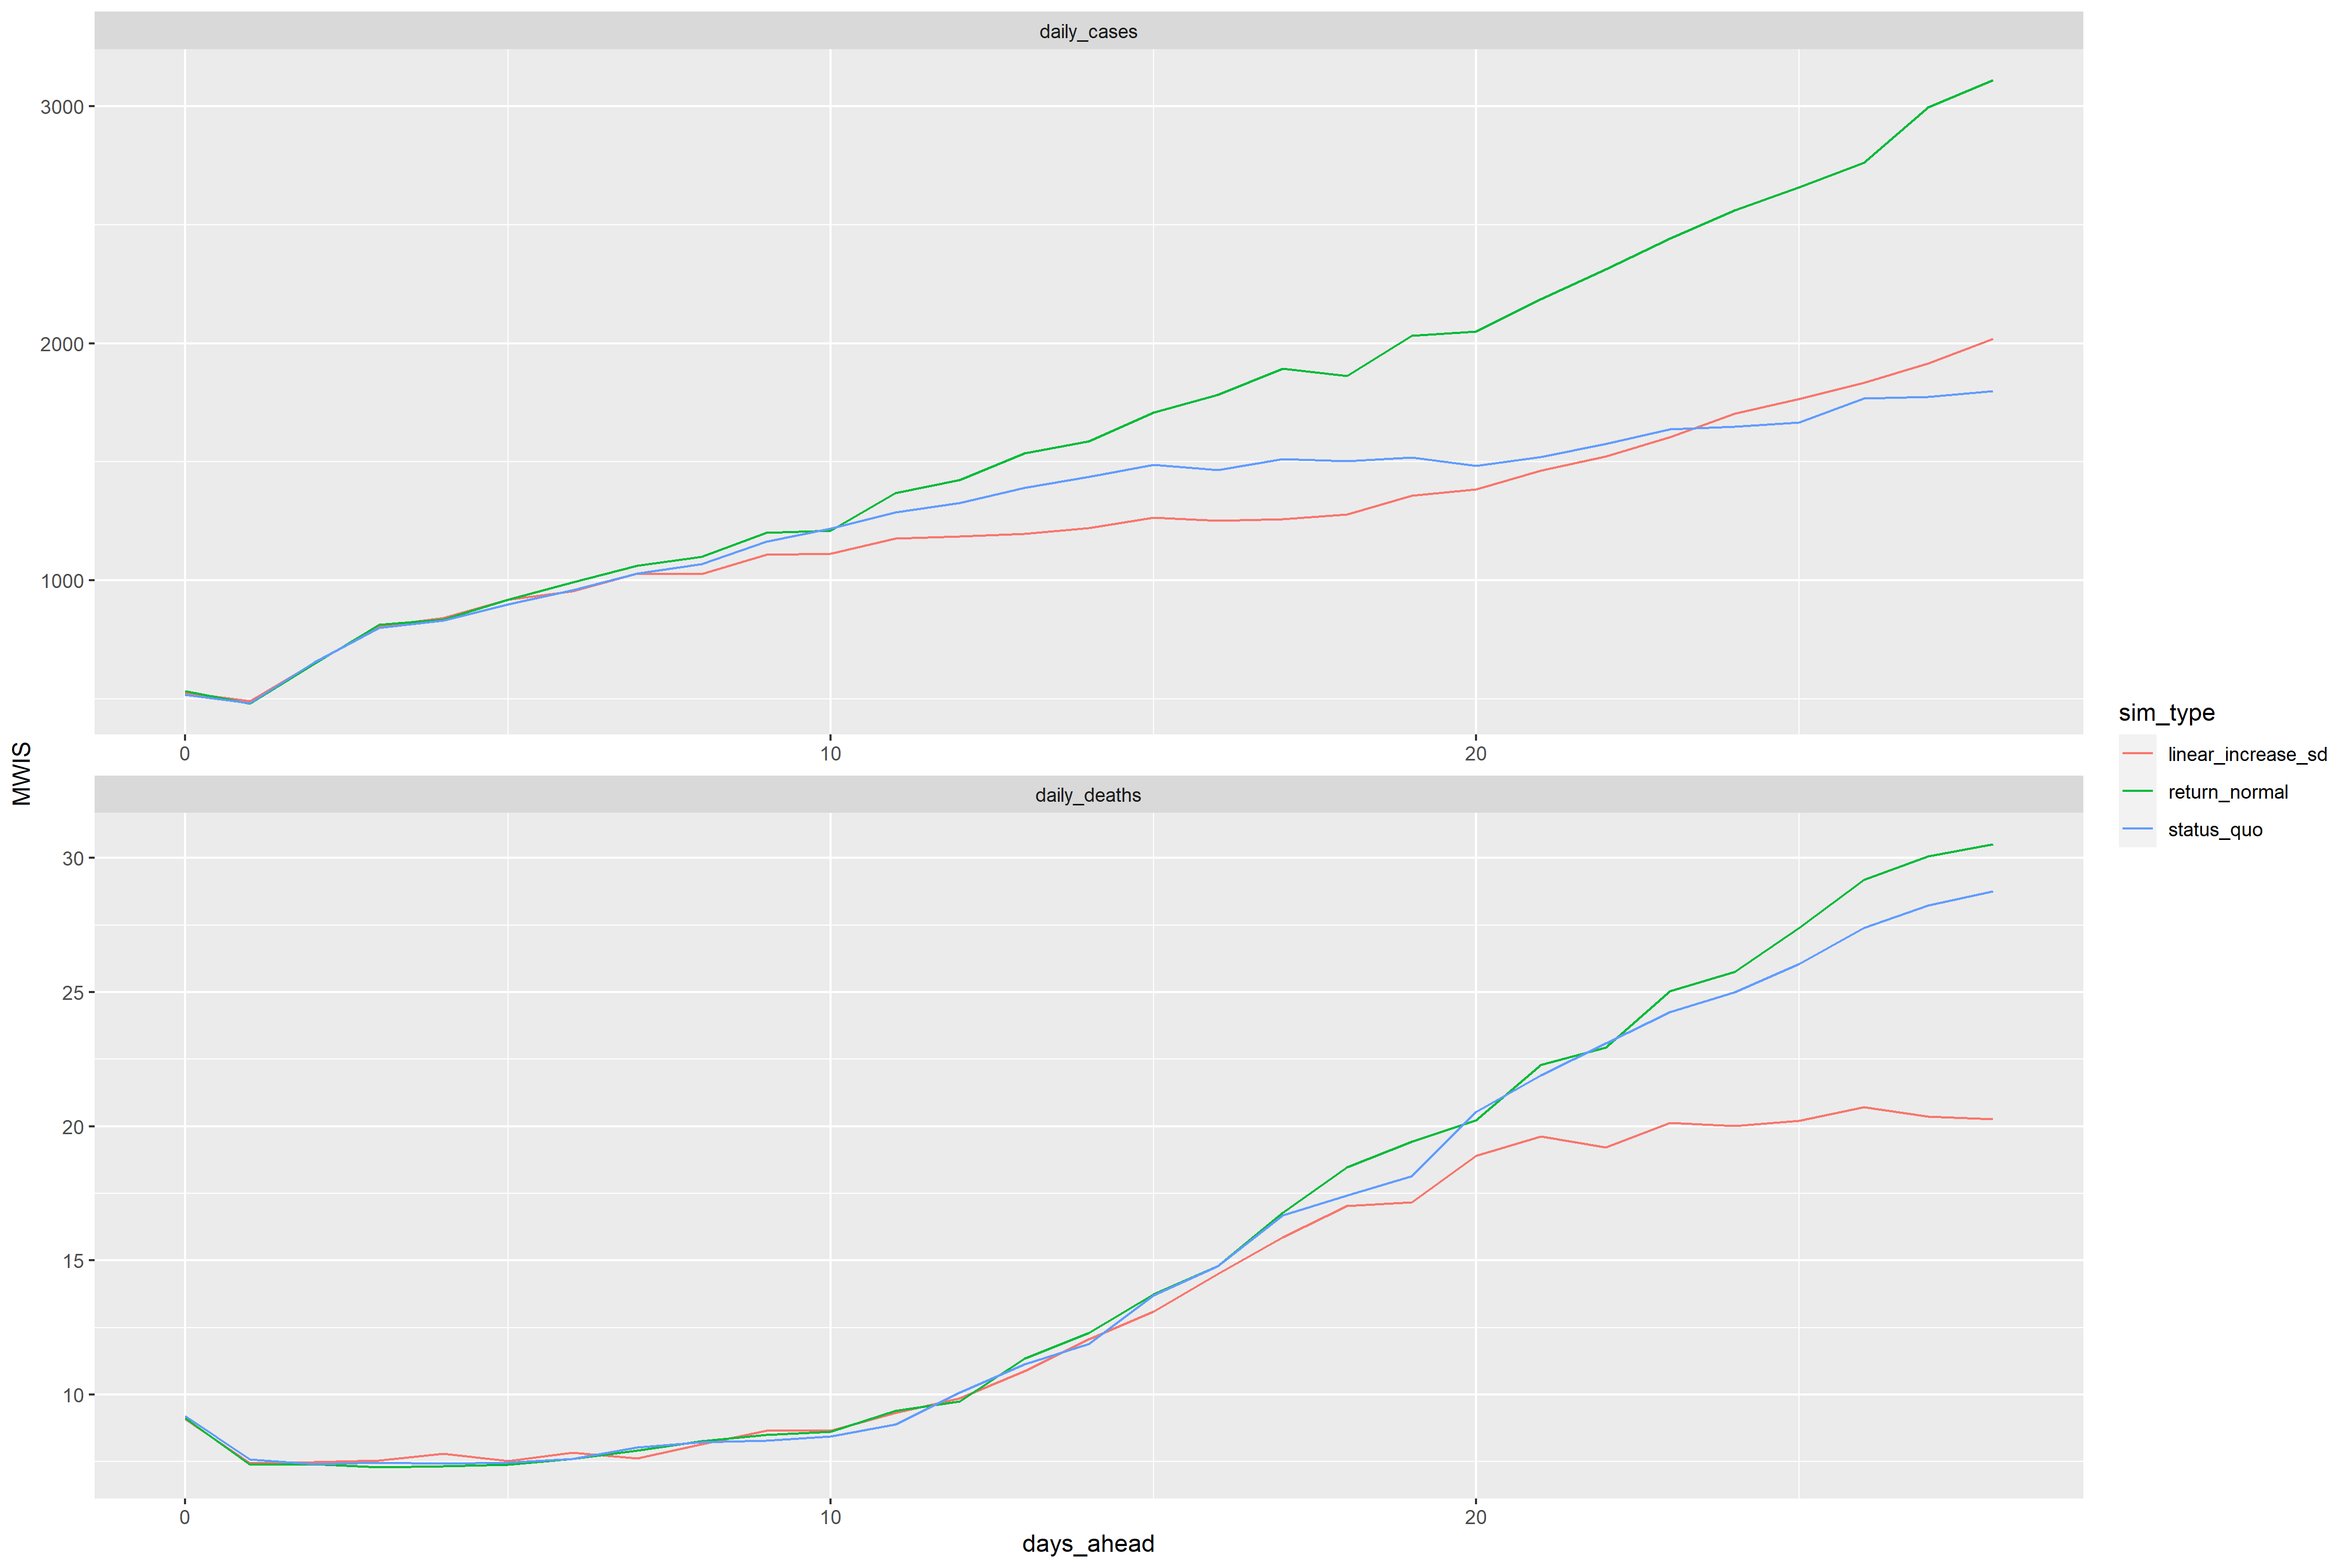 daily_cases
3000
2000
1000
0 10 20
MWIS
daily_deaths
30
25
20
15
10
0 10 20
days_ahead
sim_type
linear_increase_sd
return_normal
status_quo